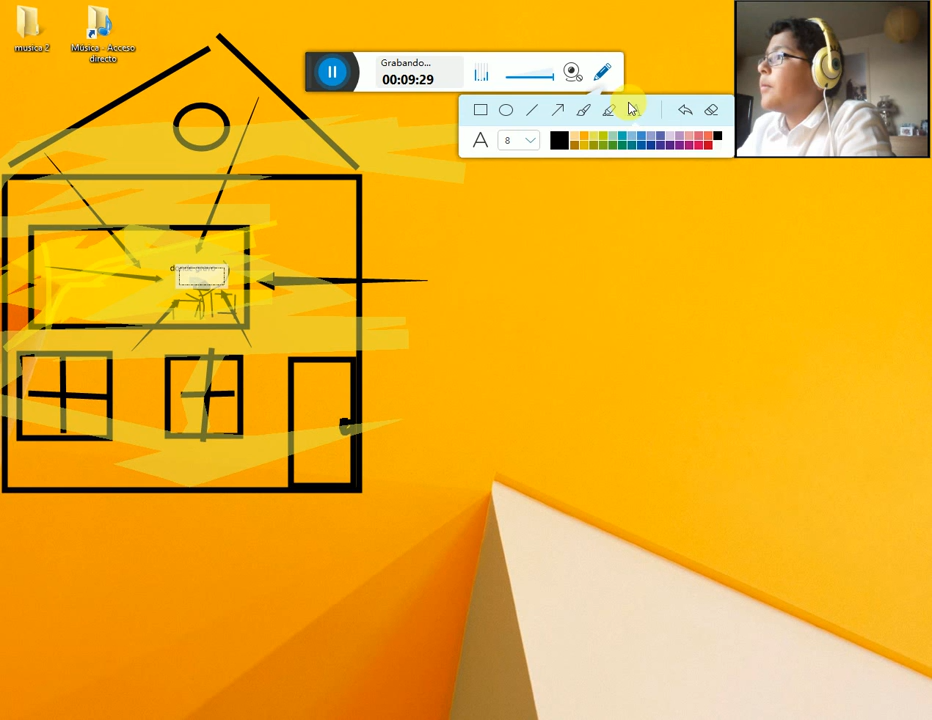 musica 2
Música - Acceso
directo
Grabando...
00:09:29
A
8